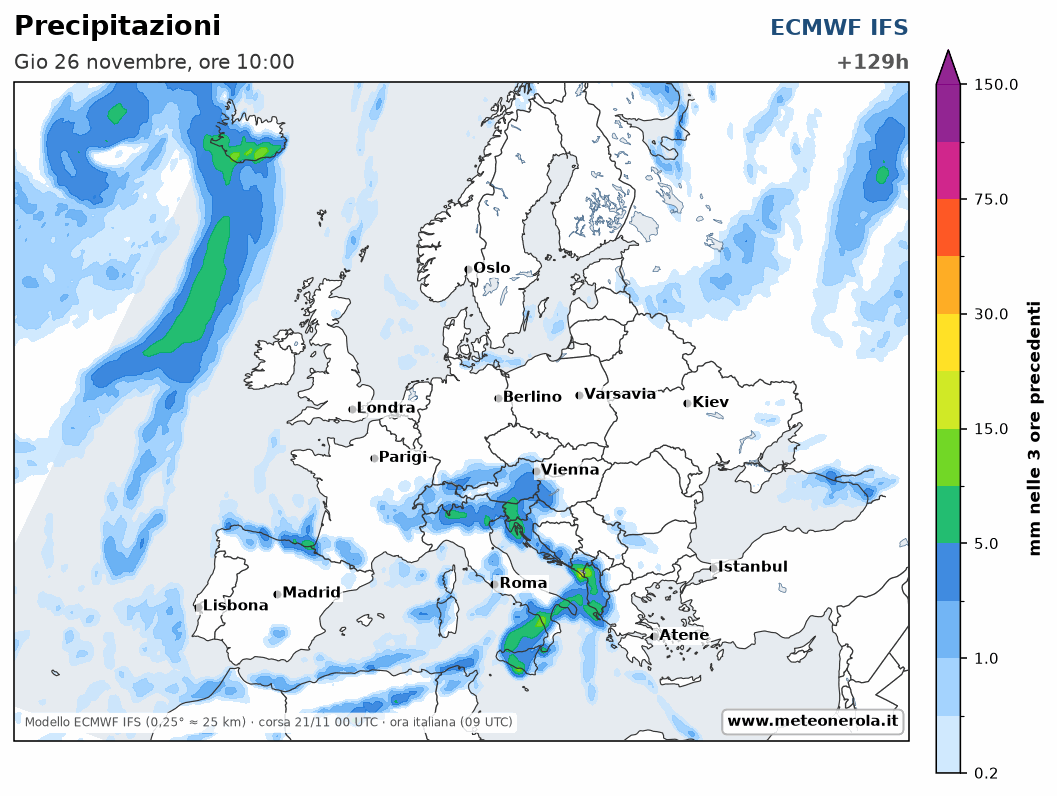 Precipitazioni
ECMWF IFS
Gio 26 novembre, ore 10:00
+129h
150.0
75.0
30.0
15.0
5.0
1.0
0.2
mm nelle 3 ore precedenti
Oslo
Londra
Berlino
Varsavia
Kiev
Parigi
Vienna
Istanbul
Roma
Madrid
Lisbona
Atene
Modello ECMWF IFS (0,25° ≈ 25 km) · corsa 21/11 00 UTC · ora italiana (09 UTC)
www.meteonerola.it